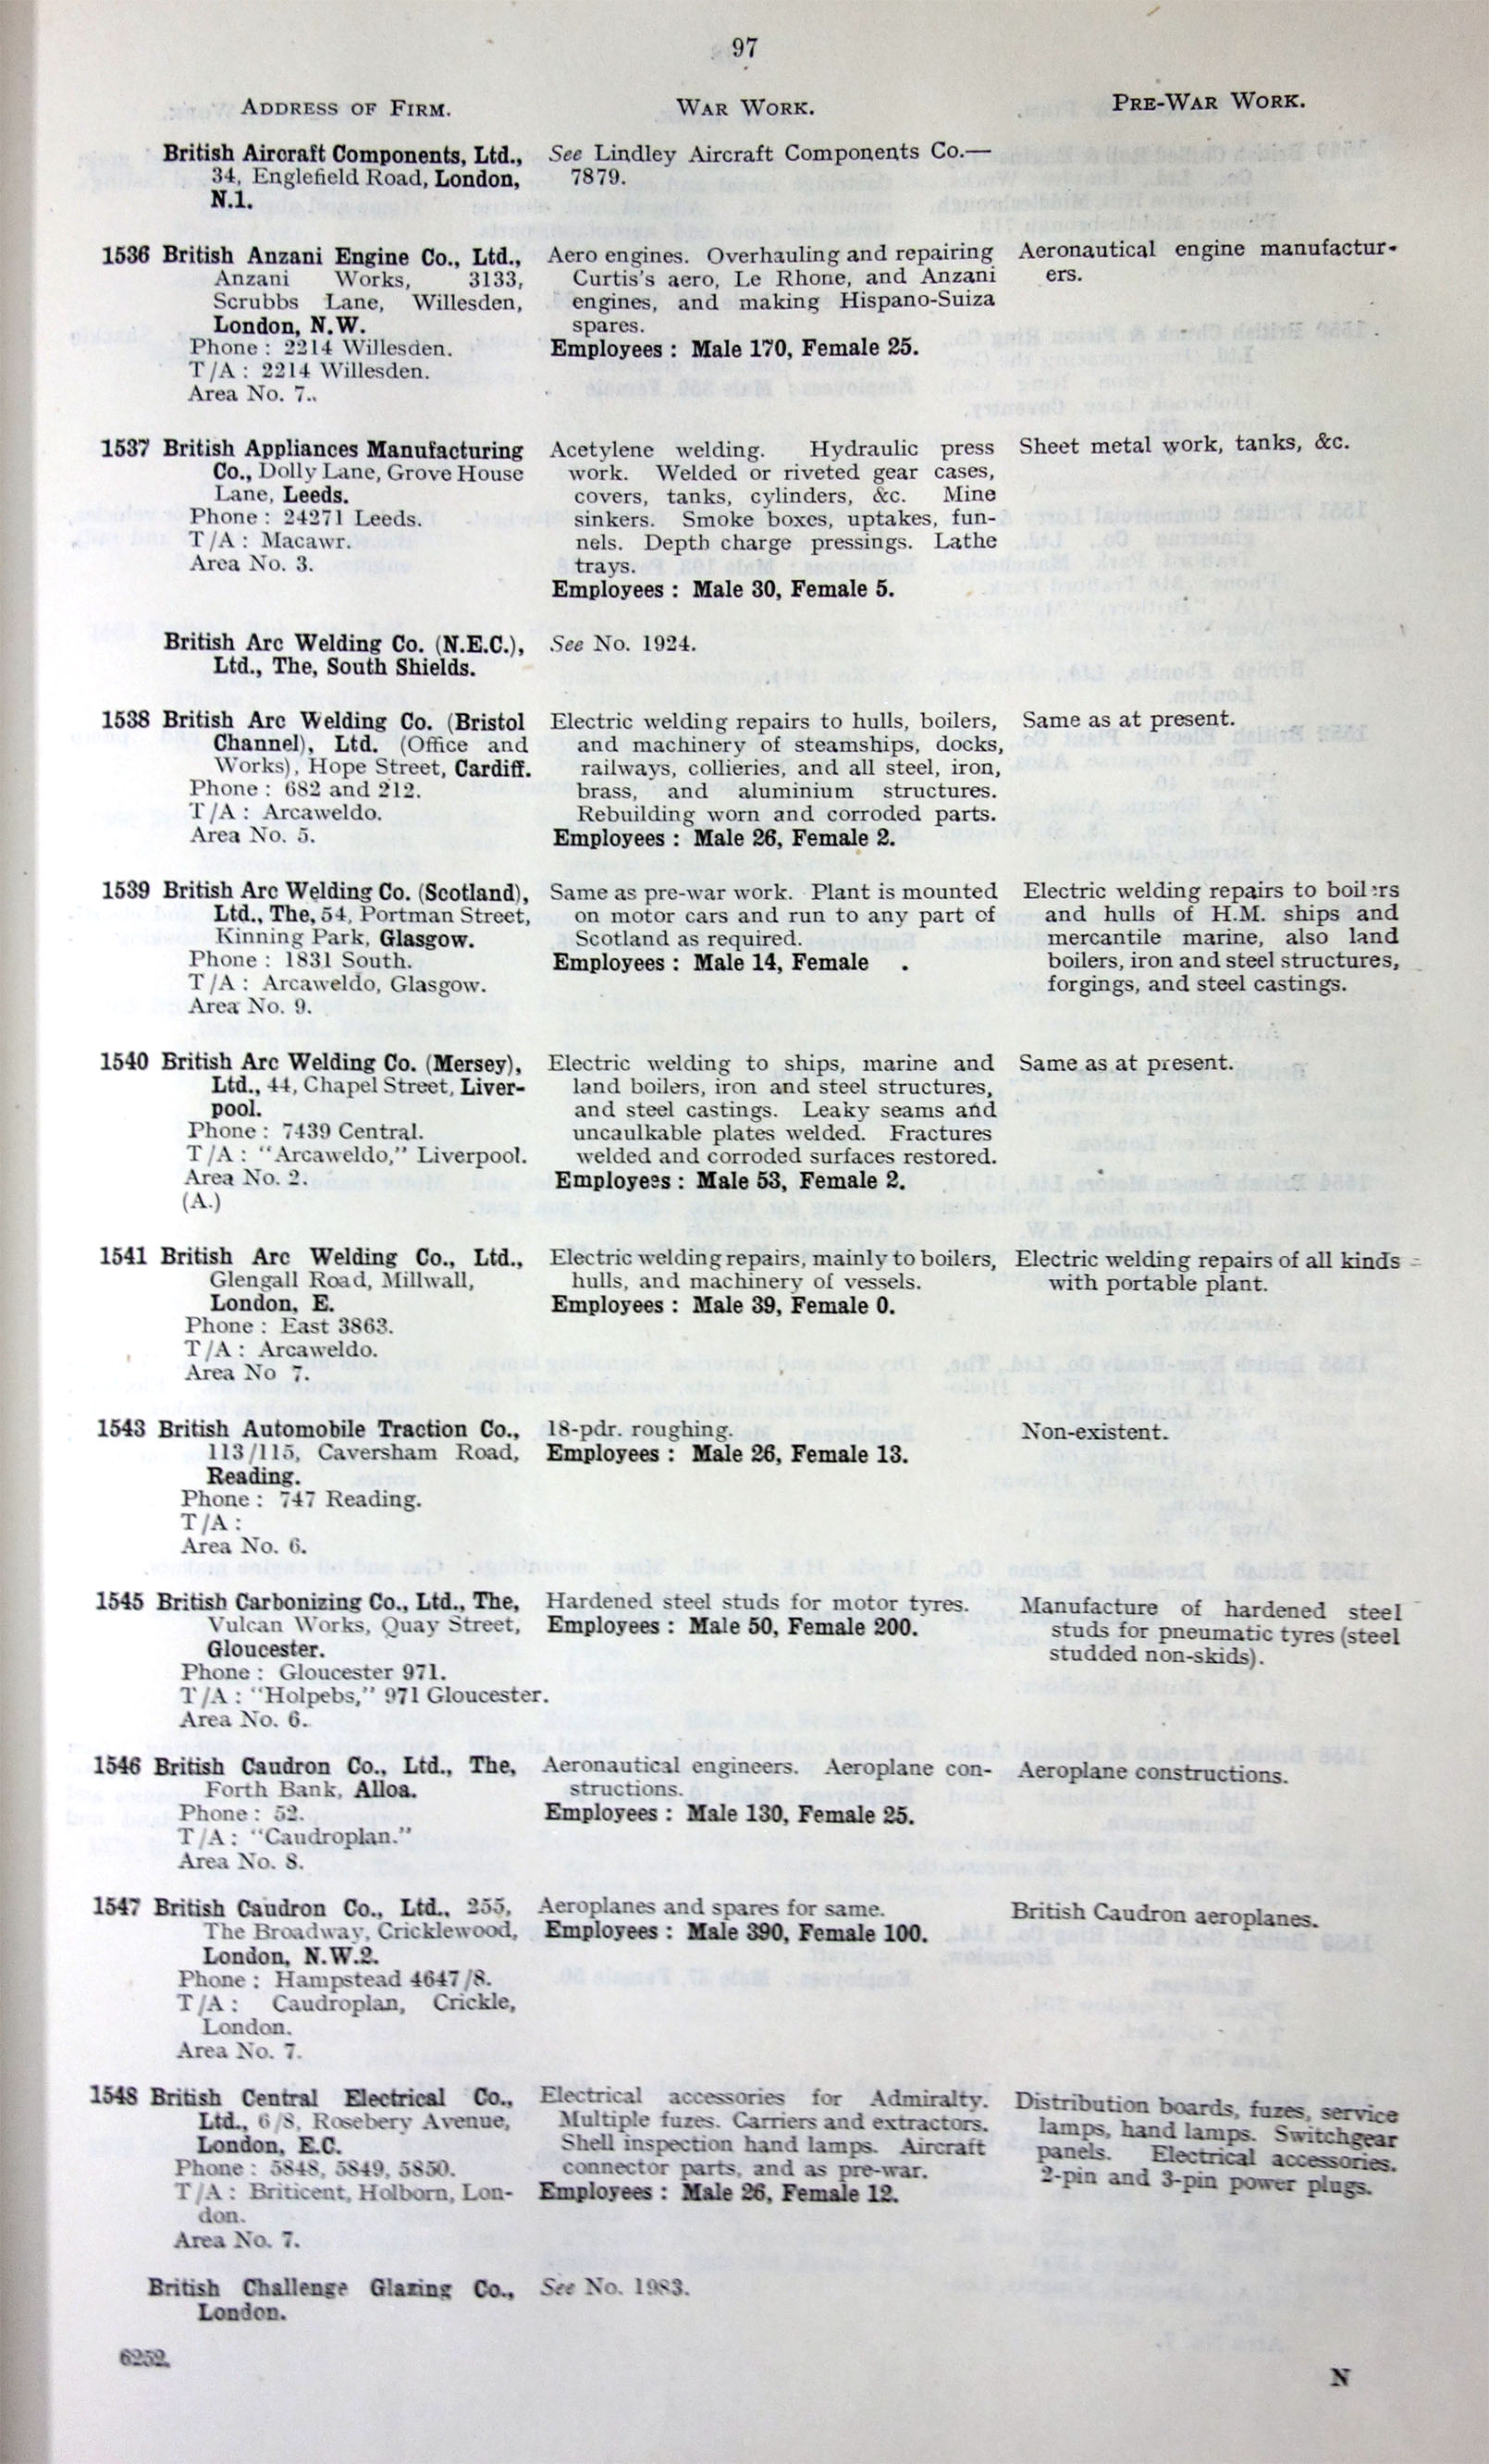 97
ADDRESS OF FIRM.
WAR WORK.
PRE-WAR WORK.
British Aircraft Components, Ltd.,
34, Englefield Road, London,
N.1.
See Lindley Aircraft Components Co.—
7879.
1536 British Anzani Engine Co., Ltd.,
Anzani Works, 3133,
Scrubbs Lane, Willesden,
London, N.W.
Phone : 2214 Willesden.
T/A : 2214 Willesden.
Area No. 7.
Aero engines. Overhauling and repairing
Curtis's aero, Le Rhone, and Anzani
engines, and making Hispano-Suiza
spares.
Employees : Male 170, Female 25.
Aeronautical engine manufactur-
ers.
1537 British Appliances Manufacturing
Co., Dolly Lane, Grove House
Lane, Leeds.
Phone : 24271 Leeds.
T/A : Macawr.
Area No. 3.
Acetylene welding. Hydraulic press
work. Welded or riveted gear cases,
covers, tanks, cylinders, &c. Mine
sinkers. Smoke boxes, uptakes, fun-
nels. Depth charge pressings. Lathe
trays.
Employees : Male 30, Female 5.
Sheet metal work, tanks, &c.
British Arc Welding Co. (N.E.C.),
Ltd., The, South Shields.
See No. 1924.
1538 British Arc Welding Co. (Bristol
Channel), Ltd. (Office and
Works), Hope Street, Cardiff.
Phone : 682 and 212.
T/A : Arcaweldo.
Area No. 5.
Electric welding repairs to hulls, boilers,
and machinery of steamships, docks,
railways, collieries, and all steel, iron,
brass, and aluminium structures.
Rebuilding worn and corroded parts.
Employees : Male 26, Female 2.
Same as at present.
1539 British Arc Welding Co. (Scotland),
Ltd., The, 54, Portman Street,
Kinning Park, Glasgow.
Phone : 1831 South.
T/A : Arcaweldo, Glasgow.
Area No. 9.
Same as pre-war work. Plant is mounted
on motor cars and run to any part of
Scotland as required.
Employees : Male 14, Female .
Electric welding repairs to boilers
and hulls of H.M. ships and
mercantile marine, also land
boilers, iron and steel structures,
forgings, and steel castings.
1540 British Arc Welding Co. (Mersey),
Ltd., 44, Chapel Street, Liver-
pool.
Phone : 7439 Central.
T/A : "Arcaweldo," Liverpool.
Area No. 2.
(A.)
Electric welding to ships, marine and
land boilers, iron and steel structures,
and steel castings. Leaky seams and
uncaulkable plates welded. Fractures
welded and corroded surfaces restored.
Employees : Male 53, Female 2.
Same as at present.
1541 British Arc Welding Co., Ltd.,
Glengall Road, Millwall,
London, E.
Phone : East 3863.
T/A : Arcaweldo.
Area No 7.
Electric welding repairs, mainly to boilers,
hulls, and machinery of vessels.
Employees : Male 39, Female 0.
Electric welding repairs of all kinds
with portable plant.
1543 British Automobile Traction Co.,
113/115, Caversham Road,
Reading.
Phone : 747 Reading.
T/A :
Area No. 6.
18-pdr. roughing.
Employees : Male 26, Female 13.
Non-existent.
1545 British Carbonizing Co., Ltd., The,
Vulcan Works, Quay Street,
Gloucester.
Phone : Gloucester 971.
T/A : "Holpebs," 971 Gloucester.
Area No. 6.
Hardened steel studs for motor tyres.
Employees : Male 50, Female 200.
Manufacture of hardened steel
studs for pneumatic tyres (steel
studded non-skids).
1546 British Caudron Co., Ltd., The,
Forth Bank, Alloa.
Phone : 52.
T/A : "Caudroplan."
Area No. 8.
Aeronautical engineers. Aeroplane con-
structions.
Employees : Male 130, Female 25.
Aeroplane constructions.
1547 British Caudron Co., Ltd., 255,
The Broadway, Cricklewood,
London, N.W.2.
Phone : Hampstead 4647/8.
T/A : Caudroplan, Crickle,
London.
Area No. 7.
Aeroplanes and spares for same.
Employees : Male 390, Female 100.
British Caudron aeroplanes.
1548 British Central Electrical Co.,
Ltd., 6/8, Rosebery Avenue,
London, E.C.
Phone : 5848, 5849, 5850.
T/A : Briticent, Holborn, Lon-
don.
Area No. 7.
Electrical accessories for Admiralty.
Multiple fuzes. Carriers and extractors.
Shell inspection hand lamps. Aircraft
connector parts, and as pre-war.
Employees : Male 26, Female 12.
Distribution boards, fuzes, service
lamps, hand lamps. Switchgear
panels. Electrical accessories.
2-pin and 3-pin power plugs.
British Challenge Glazing Co.,
London.
See No. 1983.
6252.
N